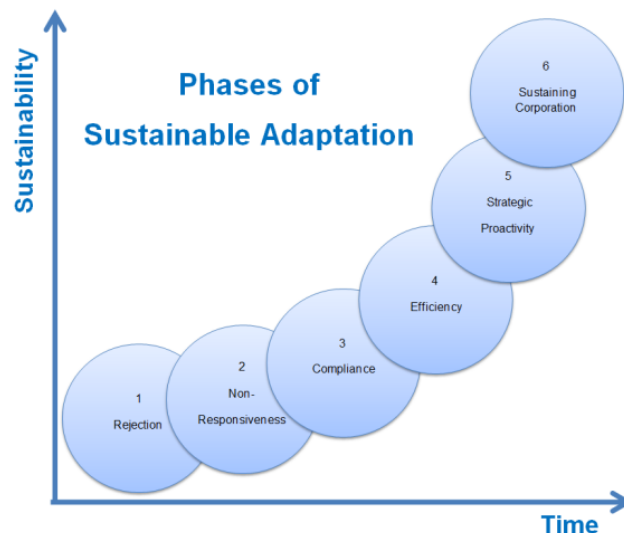 Phases of
Sustainable Adaptation
Sustainability
6
Sustaining
Corporation
5
Strategic
Proactivity
4
Efficiency
3
Compliance
2
Non-
Responsiveness
1
Rejection
Time